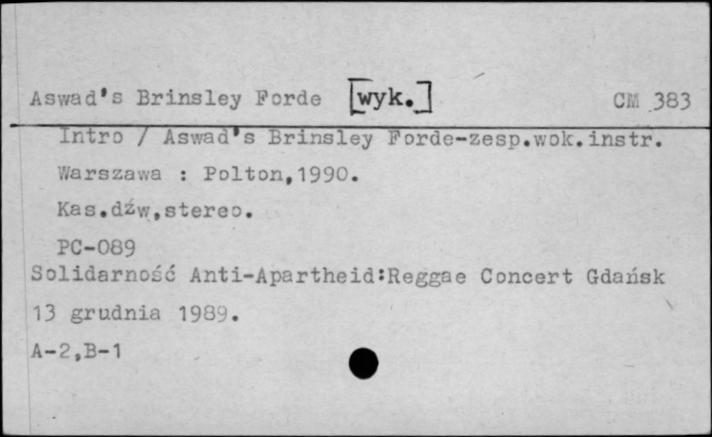 Aswad's Brinsley Forde [wyk.] CM 383
Intro / Aswad's Brinsley Forde-zesp.wok.instr.
Warszawa : Polton,1990.
Kas.dźw,stereo.
PC-089
Solidarność Anti-Apartheid:Reggae Concert Gdańsk
13 grudnia 1989.
A-2,B-1